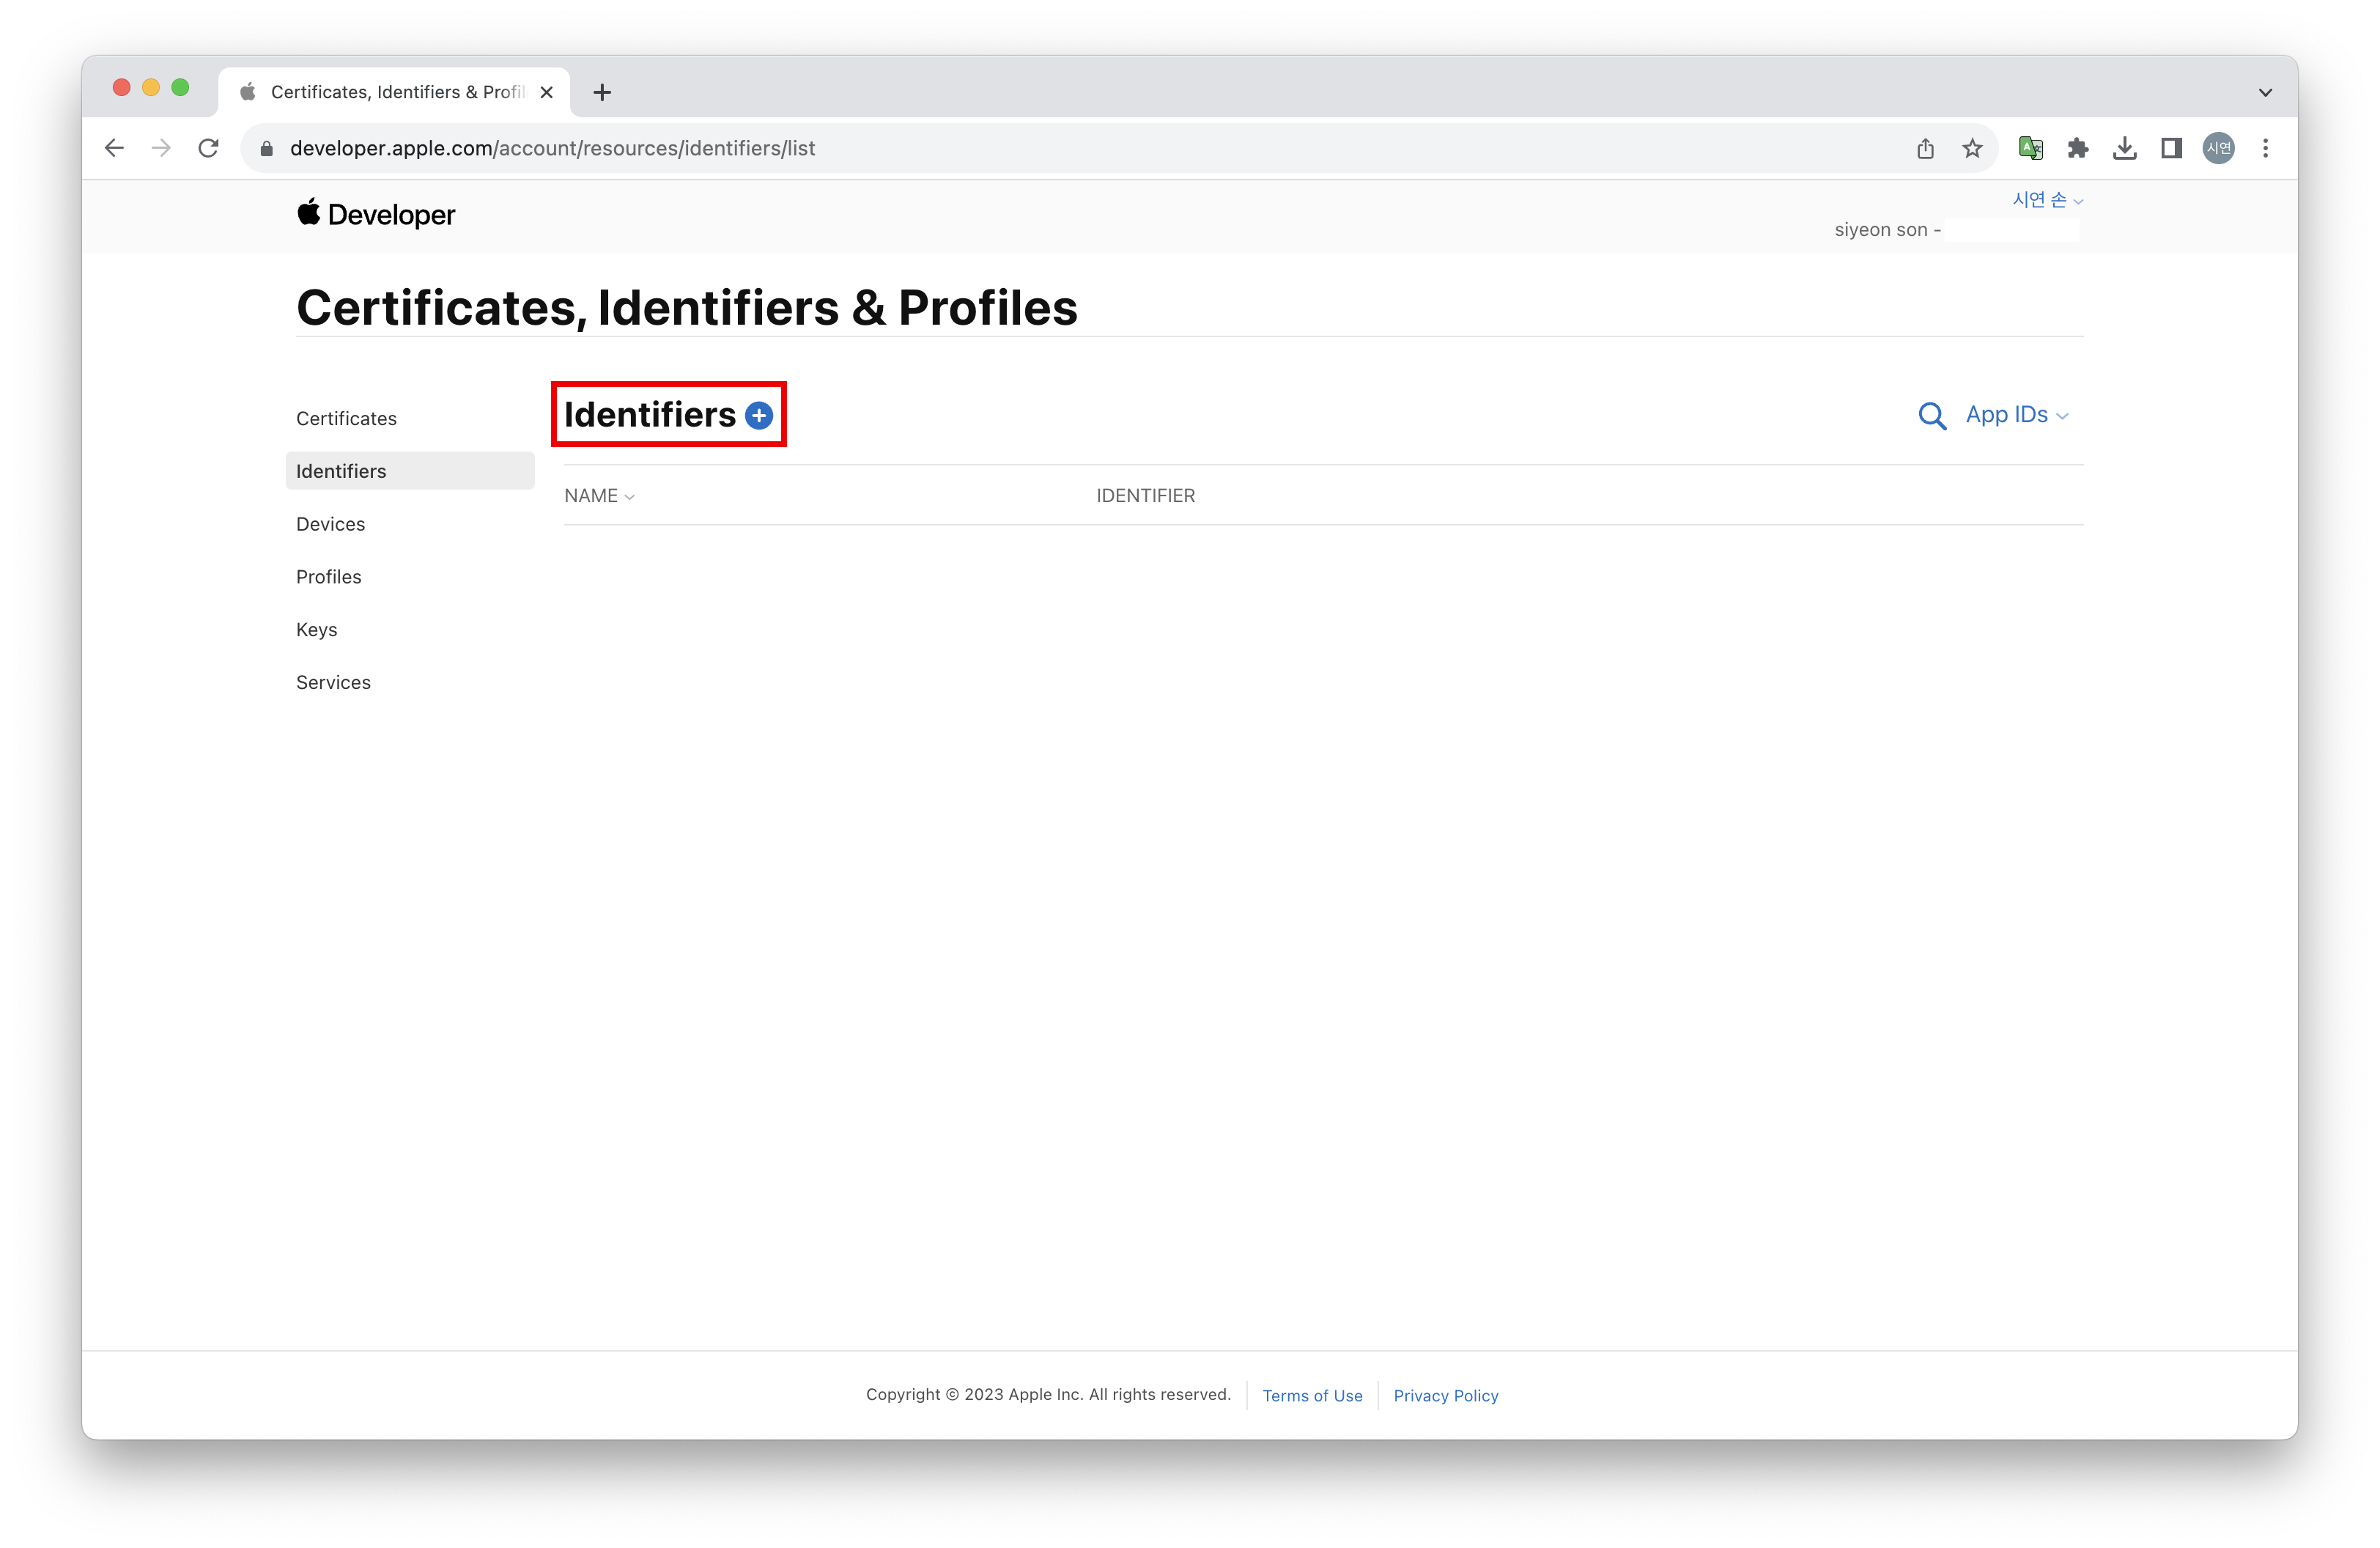 Certificates, Identifiers & Profil
developer.apple.com/account/resources/identifiers/list
시연
Developer
시연 손
siyeon son -
Certificates, Identifiers & Profiles
Certificates
Identifiers
Devices
Profiles
Keys
Services
Identifiers
App IDs
NAME IDENTIFIER
Copyright © 2023 Apple Inc. All rights reserved. Terms of Use Privacy Policy